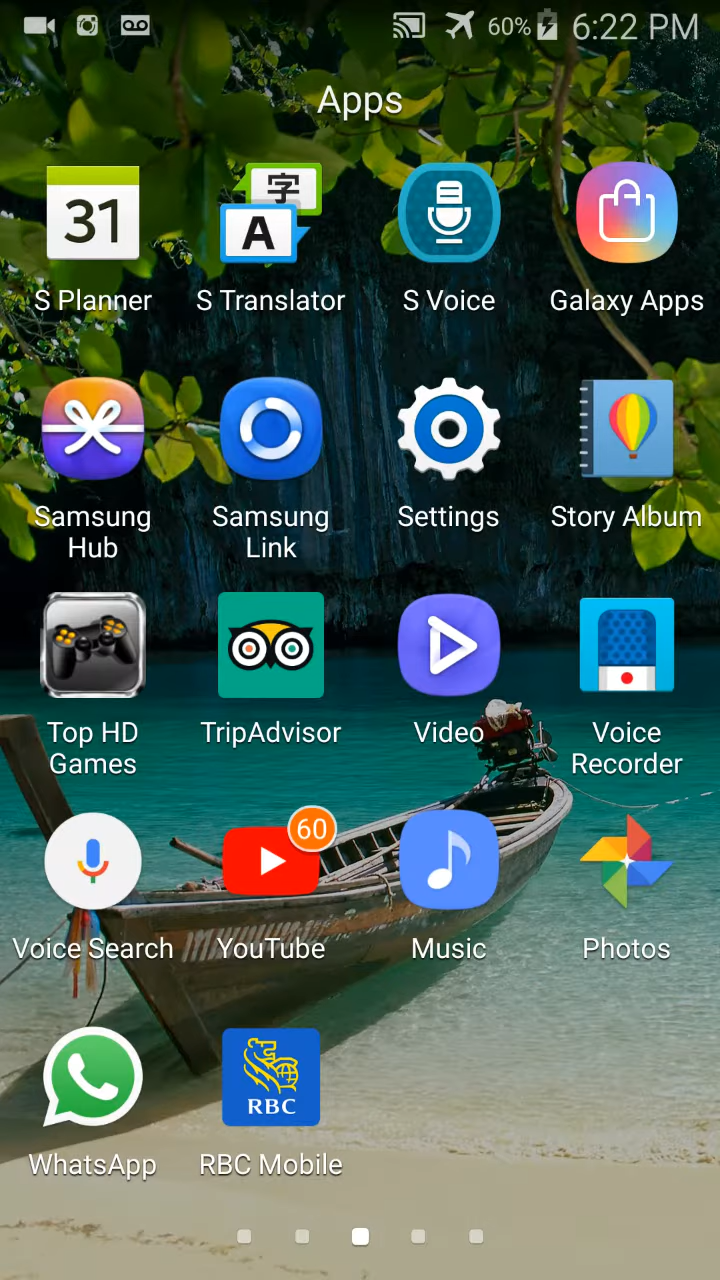 60% 6:22 PM
Apps
31
字
A
S Planner S Translator S Voice Galaxy Apps
Samsung Hub
Samsung Link
Settings
Story Album
Top HD Games
TripAdvisor
Video
Voice Recorder
60
Voice Search YouTube Music Photos
RBC
WhatsApp RBC Mobile